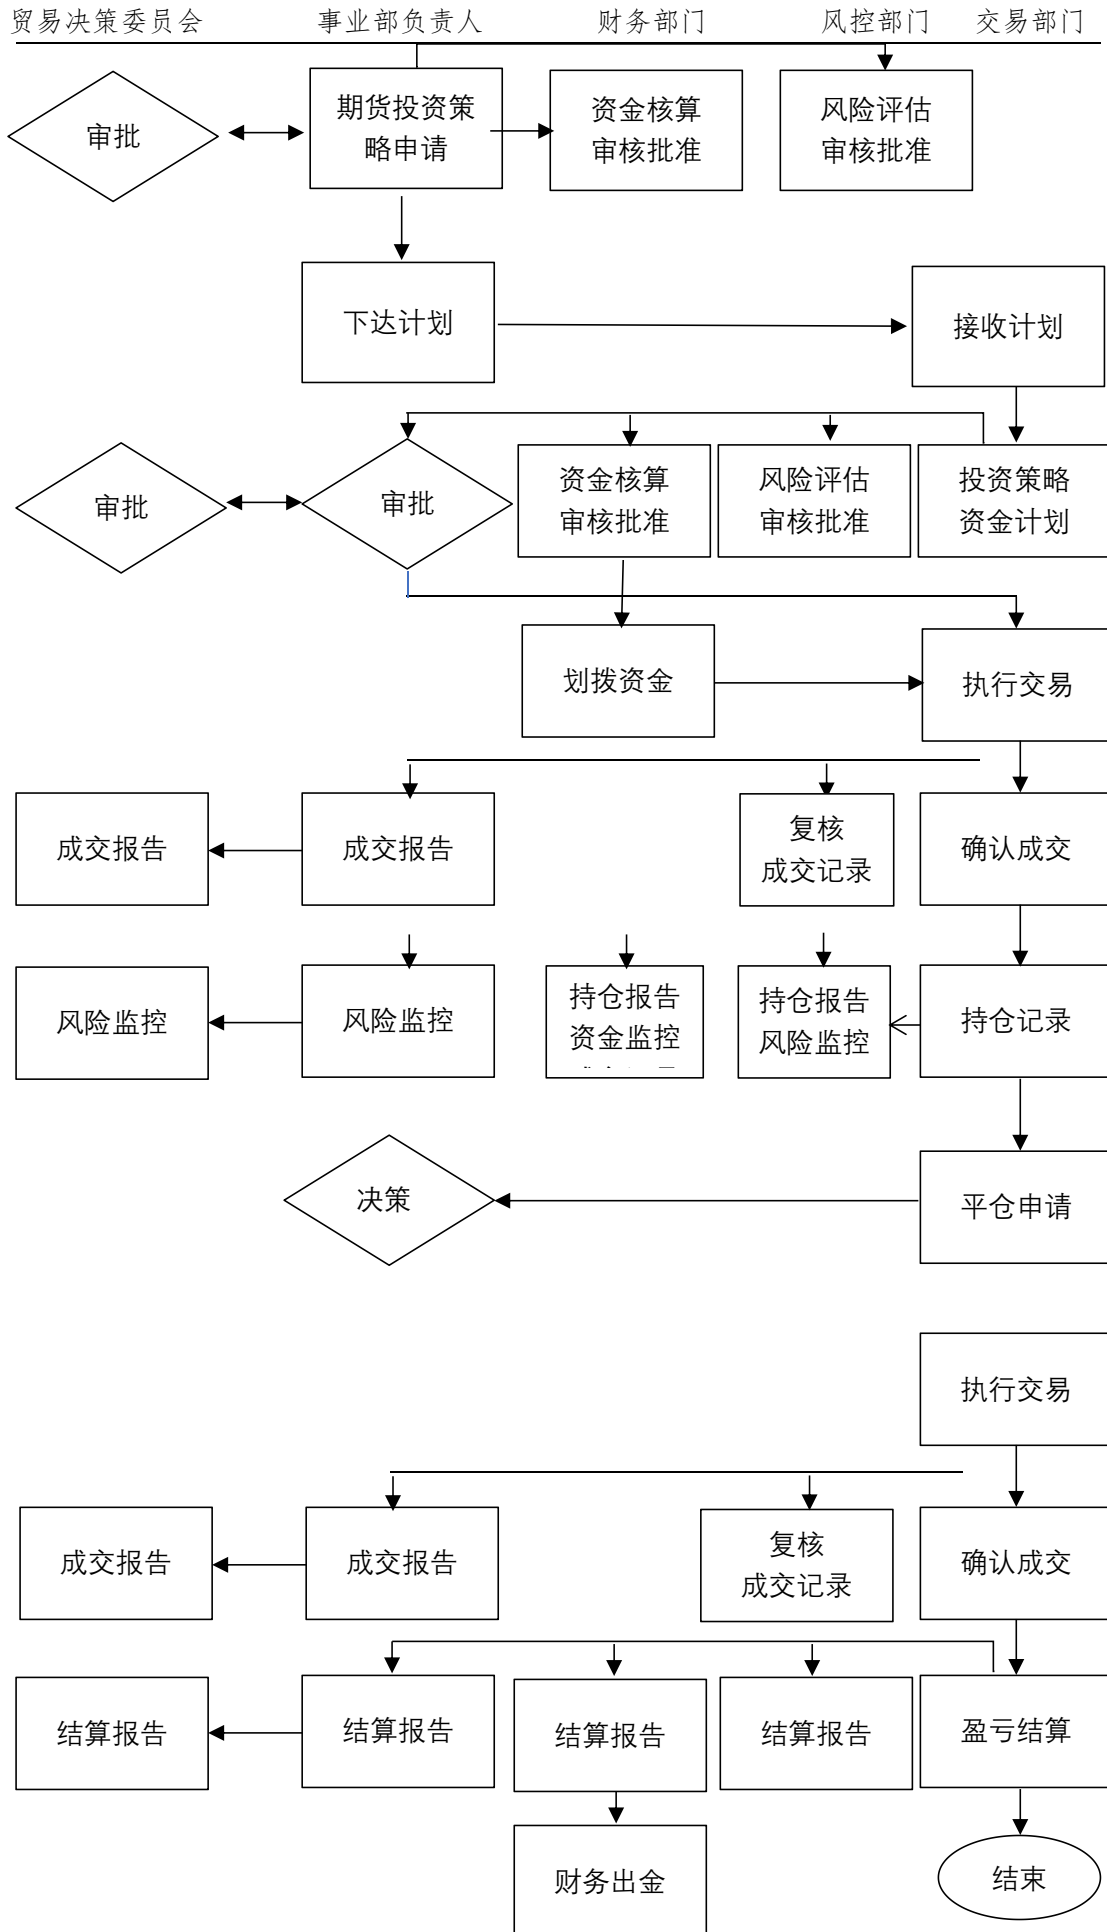 贸易决策委员会
事业部负责人
财务部门
风控部门
交易部门
审批
期货投资策
略申请
资金核算
审核批准
风险评估
审核批准
下达计划
接收计划
审批
审批
资金核算
审核批准
风险评估
审核批准
投资策略
资金计划
划拨资金
执行交易
成交报告
成交报告
复核
成交记录
确认成交
风险监控
风险监控
持仓报告
资金监控
持仓报告
风险监控
持仓记录
决策
平仓申请
执行交易
成交报告
成交报告
复核
成交记录
确认成交
结算报告
结算报告
结算报告
结算报告
盈亏结算
财务出金
结束